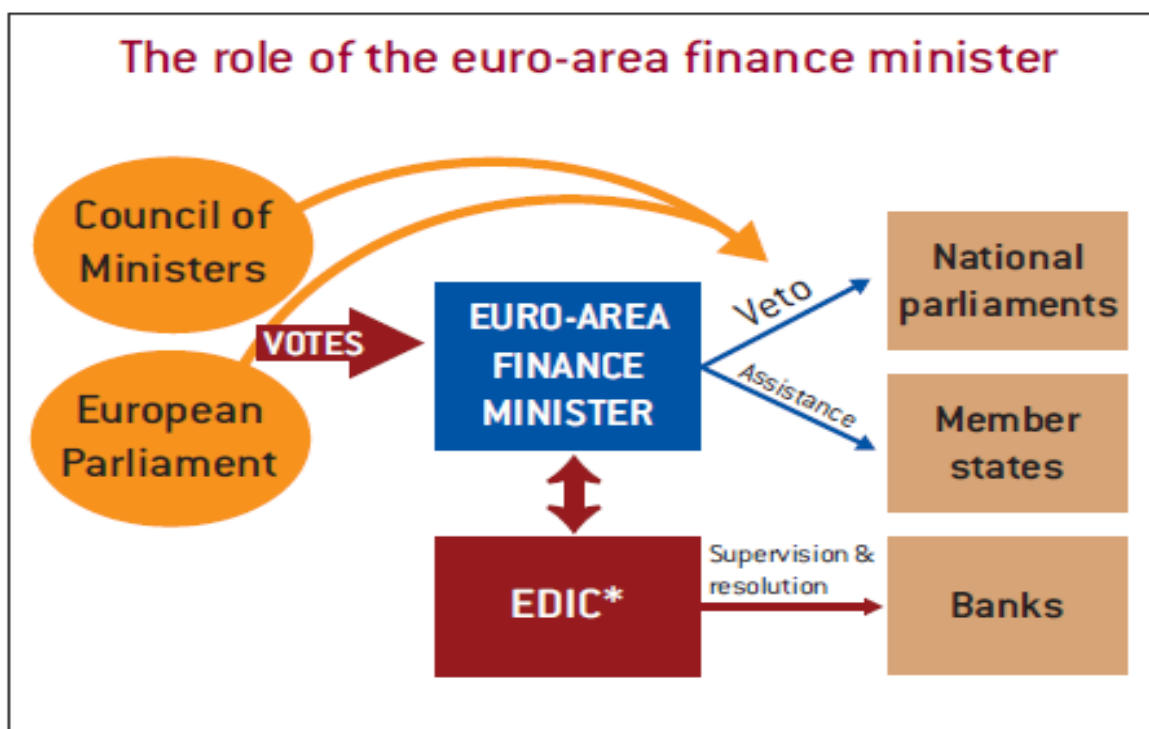 The role of the euro-area finance minister
Council of
Ministers
European
Parliament
VOTES
EURO-AREA
FINANCE
MINISTER
Veto
Assistance
National
parliaments
Member
states
EDIC*
Supervision &
resolution
Banks